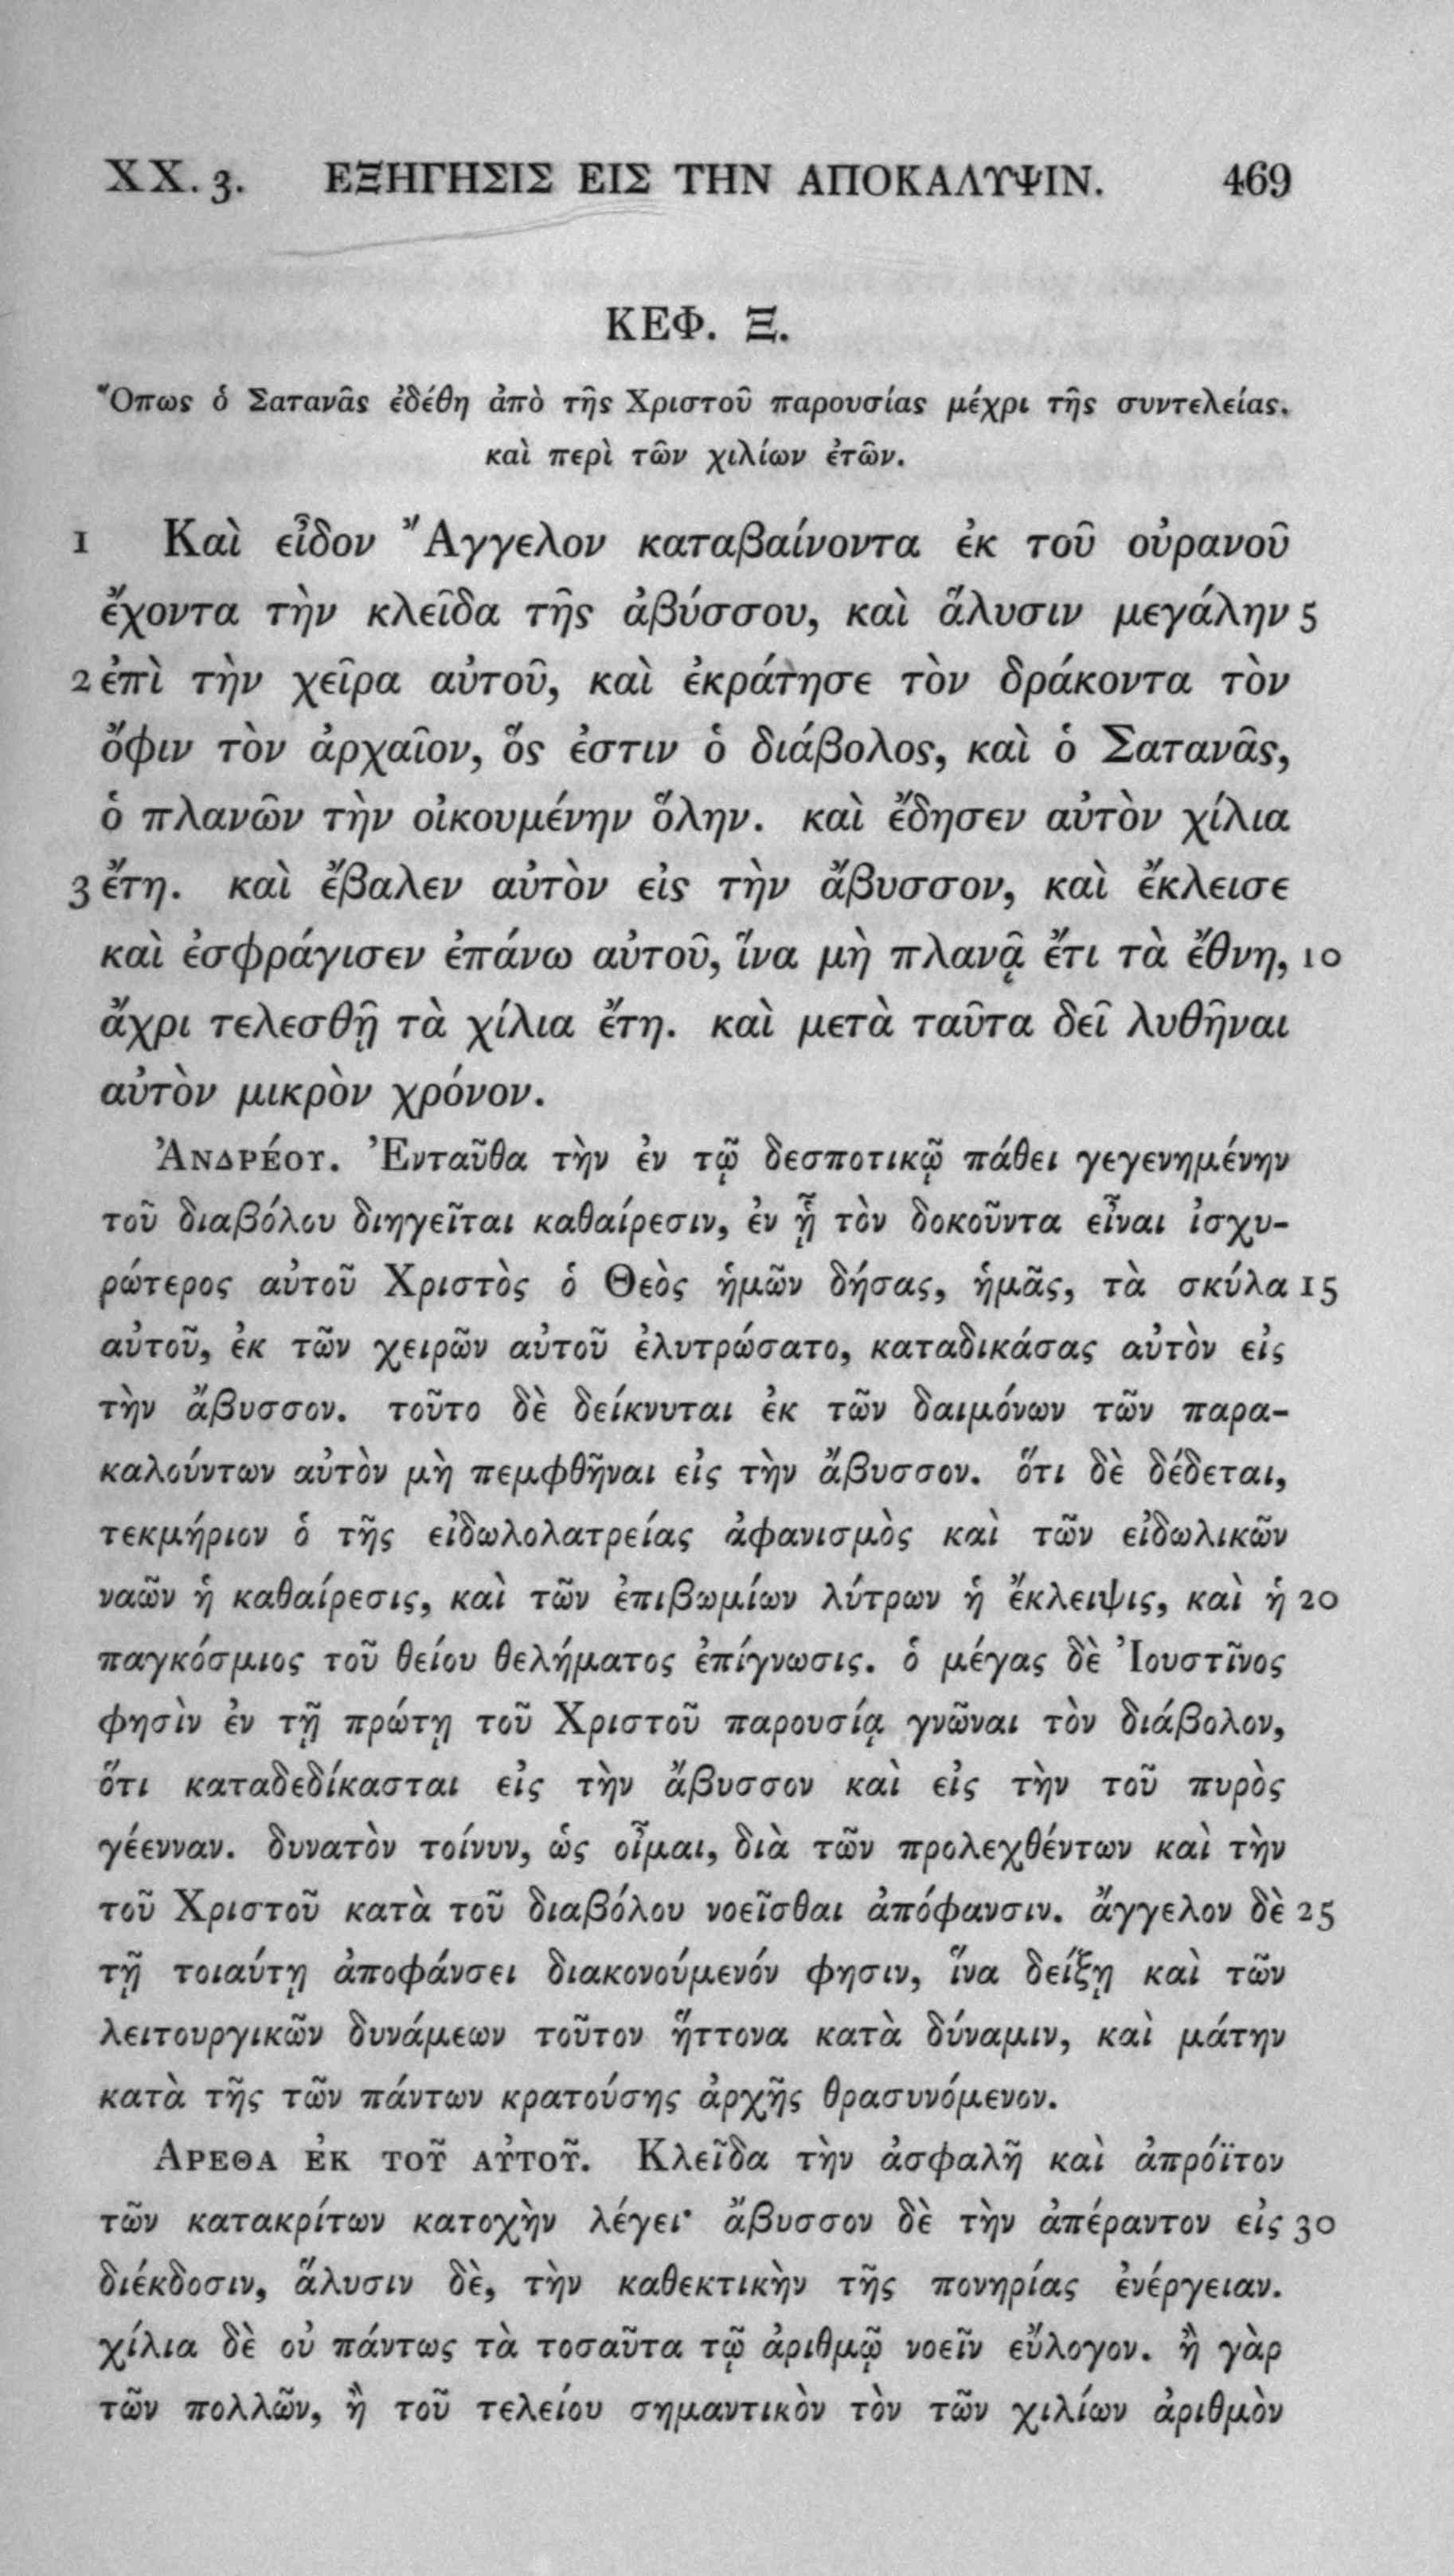 XX. 3. ΕΞΗΓΗΣΙΣ ΕΙΣ ΤΗΝ ΑΠΟΚΑΛΥΨΙΝ. 469
ΚΕΦ. Ξ.
Ὅπως ὁ Σατανᾶς ἐδέθη ἀπὸ τῆς Χριστοῦ παρουσίας μέχρι τῆς συντελείας.
καὶ περὶ τῶν χιλίων ἐτῶν.
1 Καὶ εἶδον Ἄγγελον καταβαίνοντα ἐκ τοῦ οὐρανοῦ
ἔχοντα τὴν κλεῖδα τῆς ἀβύσσου, καὶ ἅλυσιν μεγάλην 5
2 ἐπὶ τὴν χεῖρα αὐτοῦ, καὶ ἐκράτησε τὸν δράκοντα τὸν
ὄφιν τὸν ἀρχαῖον, ὅς ἐστιν ὁ διάβολος, καὶ ὁ Σατανᾶς,
ὁ πλανῶν τὴν οἰκουμένην ὅλην. καὶ ἔδησεν αὐτὸν χίλια
3 ἔτη. καὶ ἔβαλεν αὐτὸν εἰς τὴν ἄβυσσον, καὶ ἔκλεισε
καὶ ἐσφράγισεν ἐπάνω αὐτοῦ, ἵνα μὴ πλανᾷ ἔτι τὰ ἔθνη, 10
ἄχρι τελεσθῇ τὰ χίλια ἔτη. καὶ μετὰ ταῦτα δεῖ λυθῆναι
αὐτὸν μικρὸν χρόνον.
Ἀνδρέου. Ἐνταῦθα τὴν ἐν τῷ δεσποτικῷ πάθει γεγενημένην
τοῦ διαβόλου διηγεῖται καθαίρεσιν, ἐν ᾗ τὸν δοκοῦντα εἶναι ἰσχυ-
ρώτερος αὐτοῦ Χριστὸς ὁ Θεὸς ἡμῶν δήσας, ἡμᾶς, τὰ σκύλα 15
αὐτοῦ, ἐκ τῶν χειρῶν αὐτοῦ ἐλυτρώσατο, καταδικάσας αὐτὸν εἰς
τὴν ἄβυσσον. τοῦτο δὲ δείκνυται ἐκ τῶν δαιμόνων τῶν παρα-
καλούντων αὐτὸν μὴ πεμφθῆναι εἰς τὴν ἄβυσσον. ὅτι δὲ δέδεται,
τεκμήριον ὁ τῆς εἰδωλολατρείας ἀφανισμὸς καὶ τῶν εἰδωλικῶν
ναῶν ἡ καθαίρεσις, καὶ τῶν ἐπιβωμίων λύτρων ἡ ἔκλειψις, καὶ ἡ 20
παγκόσμιος τοῦ θείου θελήματος ἐπίγνωσις. ὁ μέγας δὲ Ἰουστῖνος
φησὶν ἐν τῇ πρώτῃ τοῦ Χριστοῦ παρουσίᾳ γνῶναι τὸν διάβολον,
ὅτι καταδεδίκασται εἰς τὴν ἄβυσσον καὶ εἰς τὴν τοῦ πυρὸς
γέενναν. δυνατὸν τοίνυν, ὡς οἶμαι, διὰ τῶν προλεχθέντων καὶ τὴν
τοῦ Χριστοῦ κατὰ τοῦ διαβόλου νοεῖσθαι ἀπόφανσιν. ἄγγελον δὲ 25
τῇ τοιαύτῃ ἀποφάνσει διακονούμενόν φησιν, ἵνα δείξῃ καὶ τῶν
λειτουργικῶν δυνάμεων τοῦτον ἥττονα κατὰ δύναμιν, καὶ μάτην
κατὰ τῆς τῶν πάντων κρατούσης ἀρχῆς θρασυνόμενον.
Αρεθα ἐκ τοῦ αὐτοῦ. Κλεῖδα τὴν ἀσφαλῆ καὶ ἀπρόϊτον
τῶν κατακρίτων κατοχὴν λέγει· ἄβυσσον δὲ τὴν ἀπέραντον εἰς 30
διέκδοσιν, ἅλυσιν δὲ, τὴν καθεκτικὴν τῆς πονηρίας ἐνέργειαν.
χίλια δὲ οὐ πάντως τὰ τοσαῦτα τῷ ἀριθμῷ νοεῖν εὔλογον. ἢ γὰρ
τῶν πολλῶν, ἢ τοῦ τελείου σημαντικὸν τὸν τῶν χιλίων ἀριθμὸν